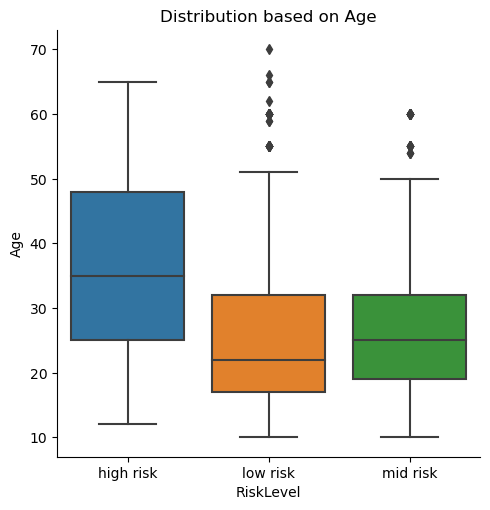 Distribution based on Age
70
60
50
40
30
20
10
Age
high risk
low risk
mid risk
RiskLevel